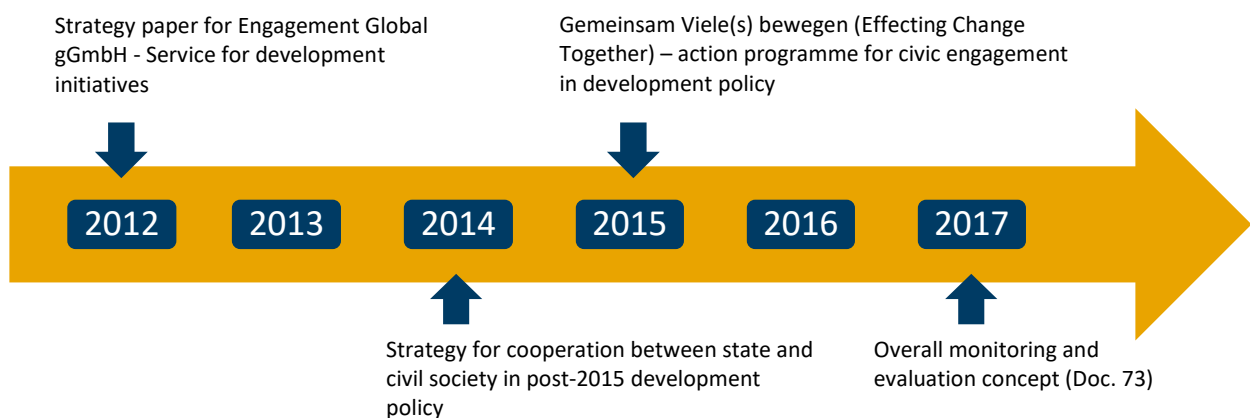 Strategy paper for Engagement Global
gGmbH - Service for development
initiatives
Gemeinsam Viele(s) bewegen (Effecting Change
Together) – action programme for civic engagement
in development policy
2012
2013
2014
2015
2016
2017
Strategy for cooperation between state and
civil society in post-2015 development
policy
Overall monitoring and
evaluation concept (Doc. 73)